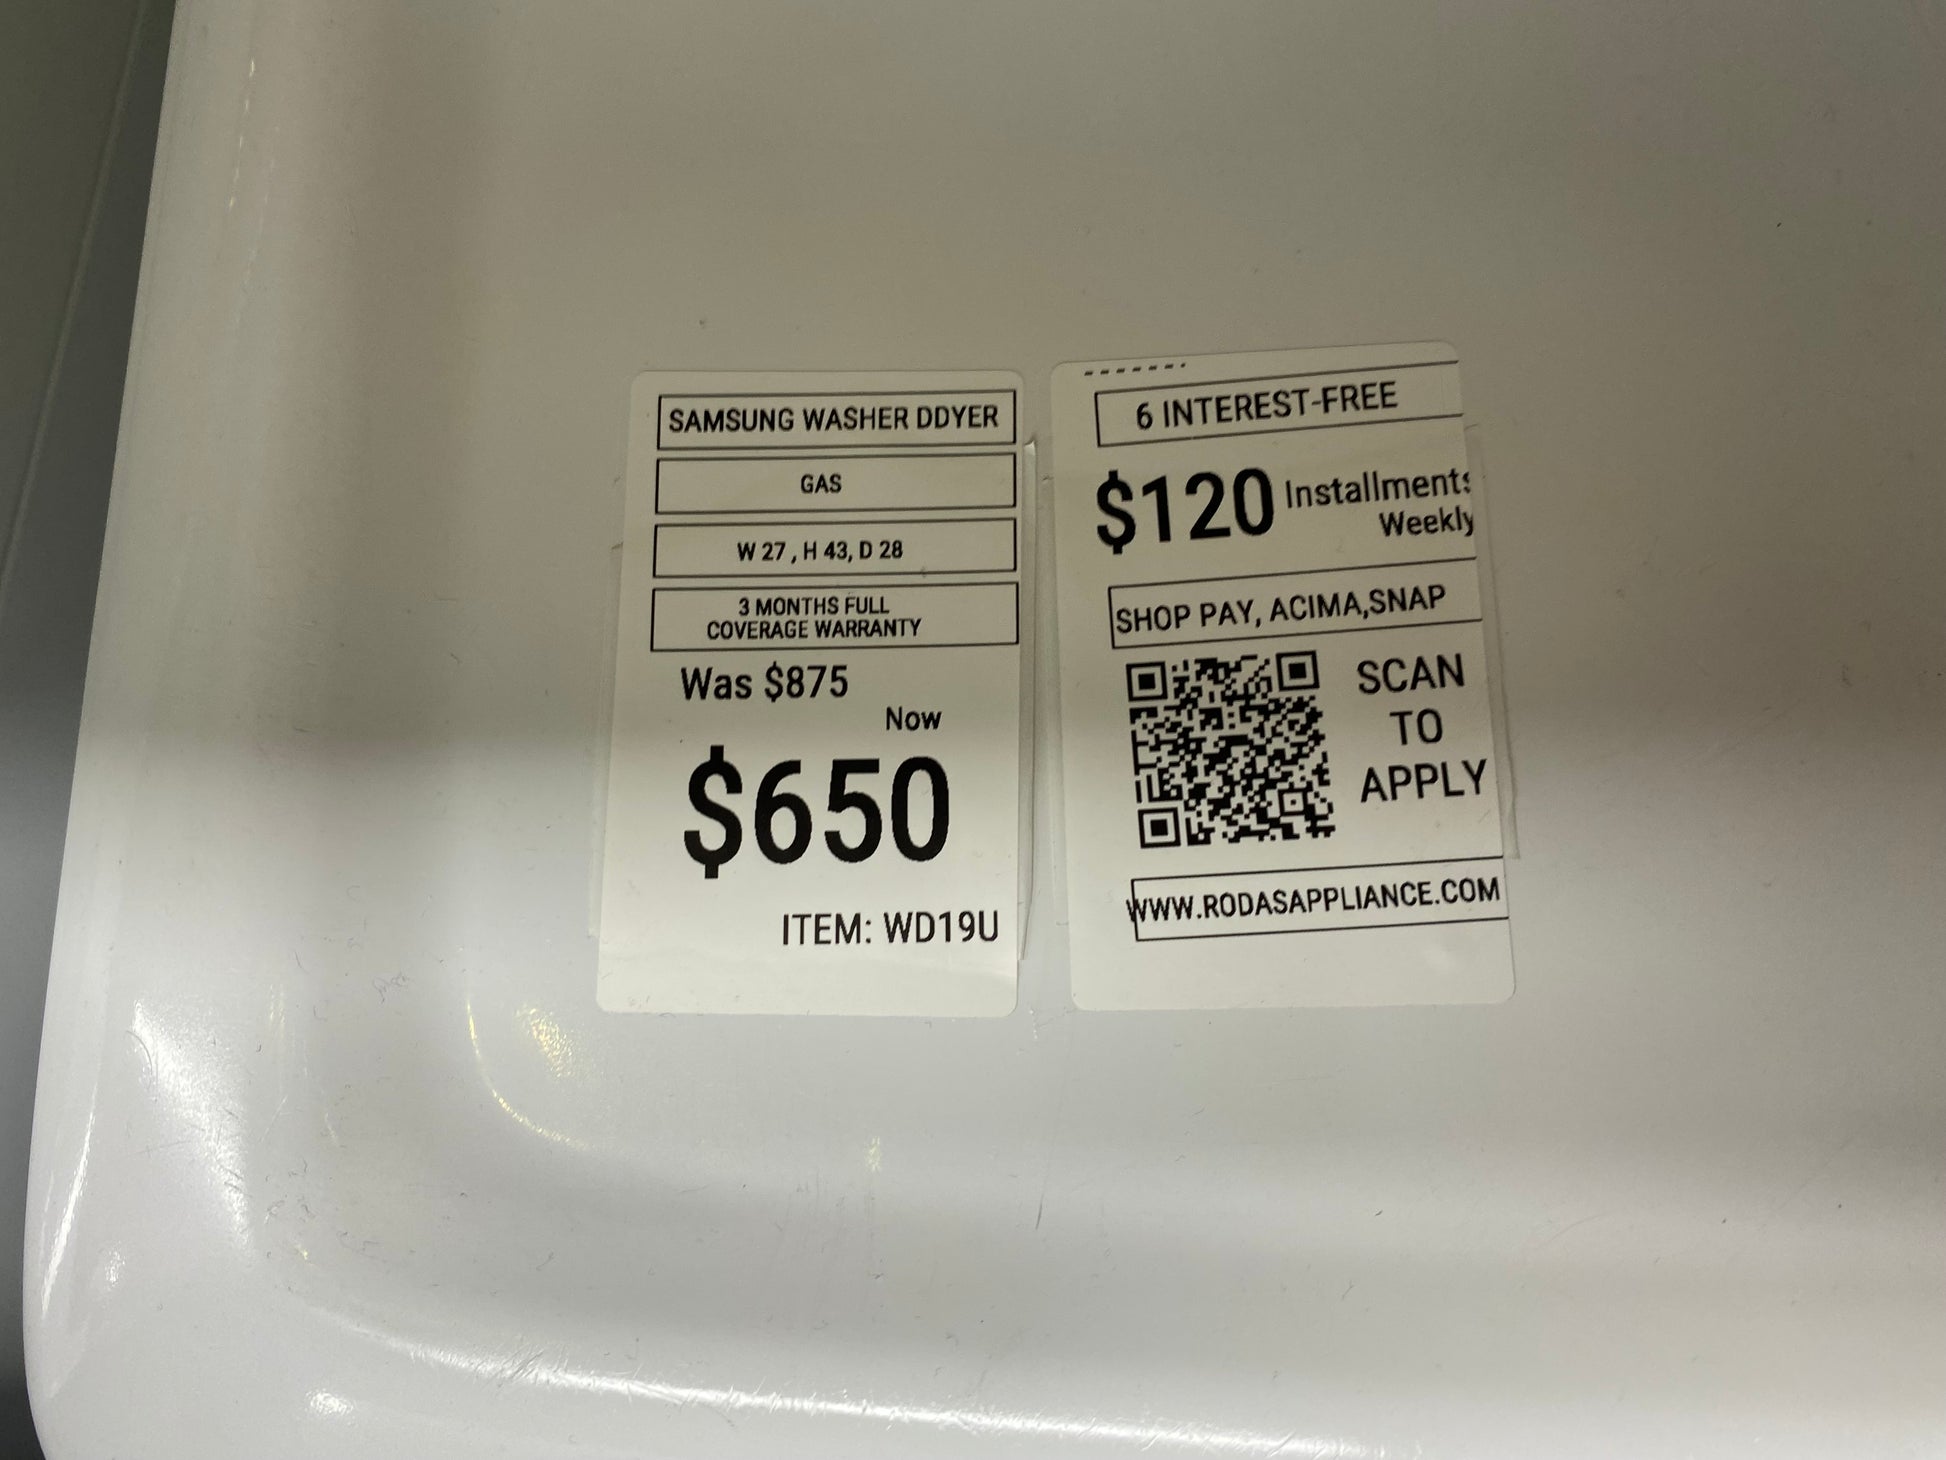 SAMSUNG WASHER DDYER
GAS
W 27 , H 43, D 28
3 MONTHS FULL
COVERAGE WARRANTY
Was $875
Now
$650
ITEM: WD19U
6 INTEREST-FREE
$120 Installments
Weekly
SHOP PAY, ACIMA,SNAP
SCAN
TO
APPLY
WWW.RODASAPPLIANCE.COM